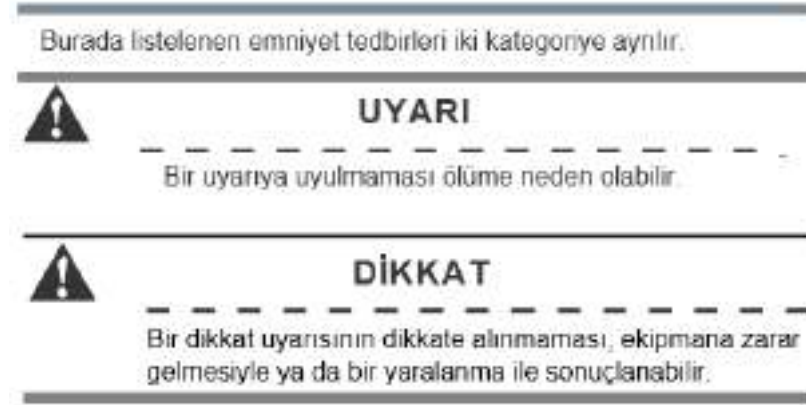 Burada listelenen emniyet tedbirleri iki kategoriye ayrılır.
UYARI
Bir uyarıya uyulmaması ölüme neden olabilir.
DİKKAT
Bir dikkat uyarısının dikkate alınmaması, ekipmana zarar
gelmesiyle ya da bir yaralanma ile sonuçlanabilir.